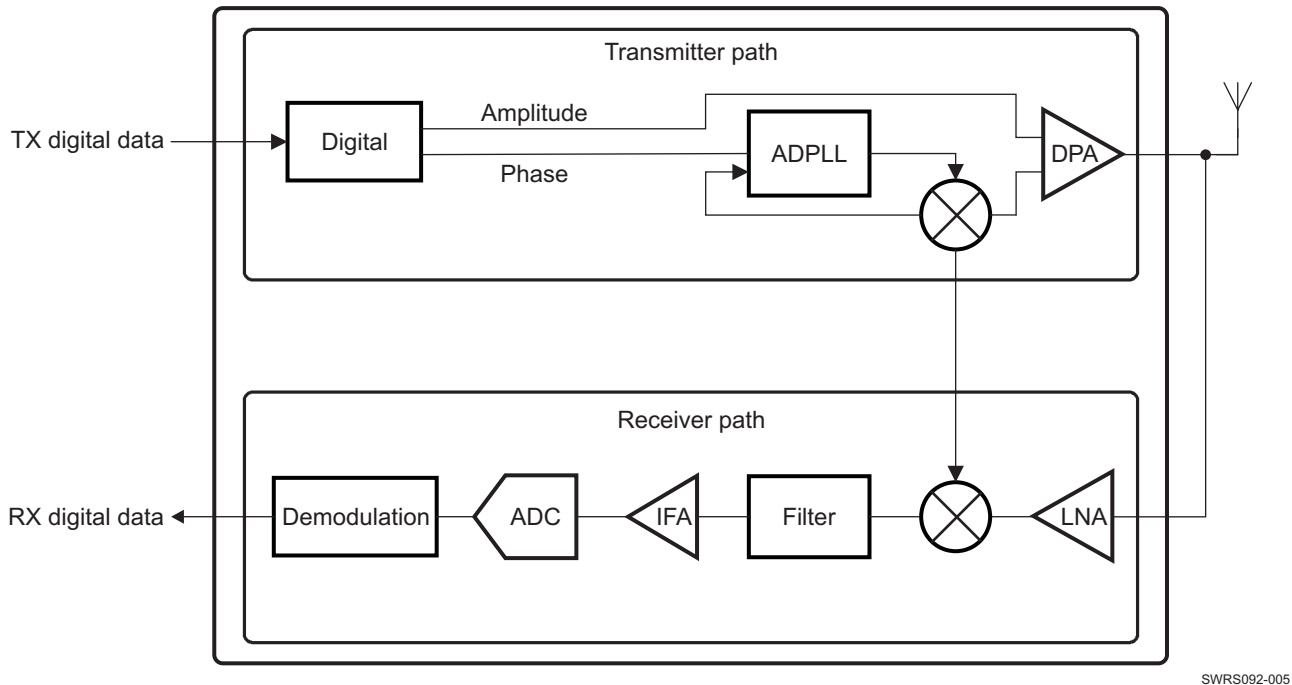 Transmitter path
Amplitude
TX digital data
Digital
ADPLL
DPA
Phase
Receiver path
RX digital data
Demodulation
ADC
IFA
Filter
LNA
SWRS092-005